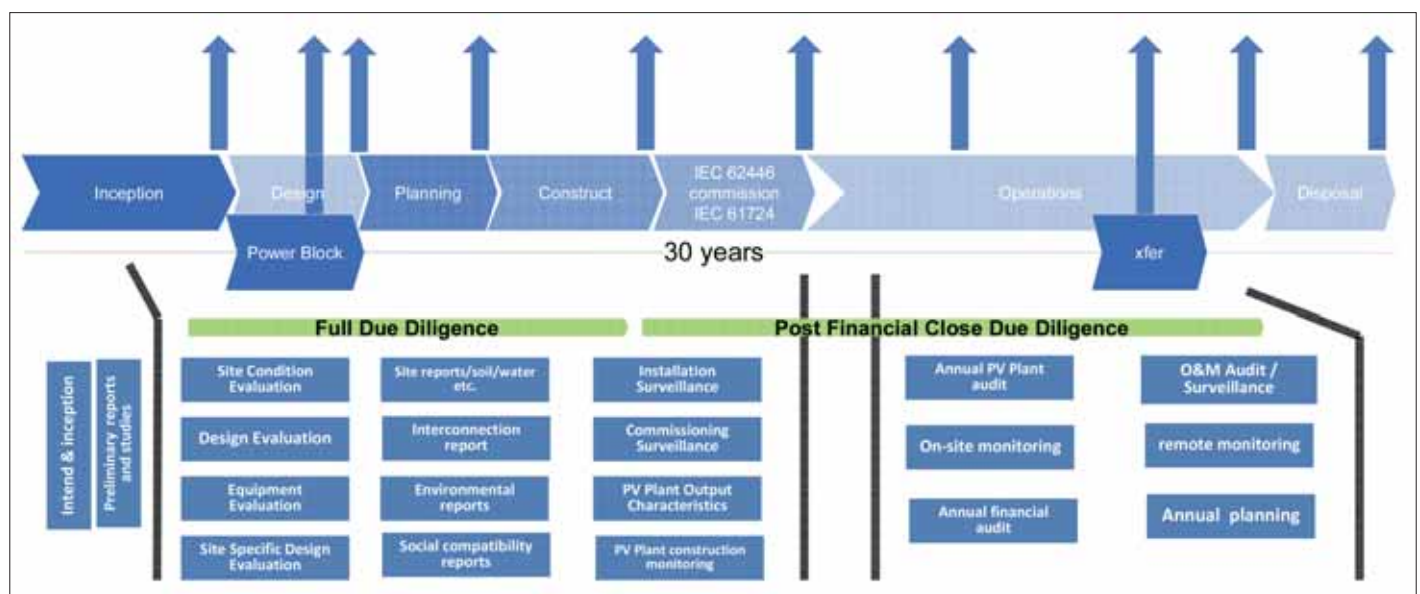 Inception
Design
Planning
Construct
IEC 62446
commission
IEC 61724
Operations
Disposal
Power Block
30 years
xfer
Full Due Diligence
Post Financial Close Due Diligence
Intend & inception
Preliminary reports
and studies
Site Condition
Evaluation
Design Evaluation
Equipment
Evaluation
Site Specific Design
Evaluation
Site reports/soil/water
etc.
Interconnection
report
Environmental
reports
Social compatibility
reports
Installation
Surveillance
Commissioning
Surveillance
PV Plant Output
Characteristics
PV Plant construction
monitoring
Annual PV Plant
audit
On-site monitoring
Annual financial
audit
O&M Audit /
Surveillance
remote monitoring
Annual planning